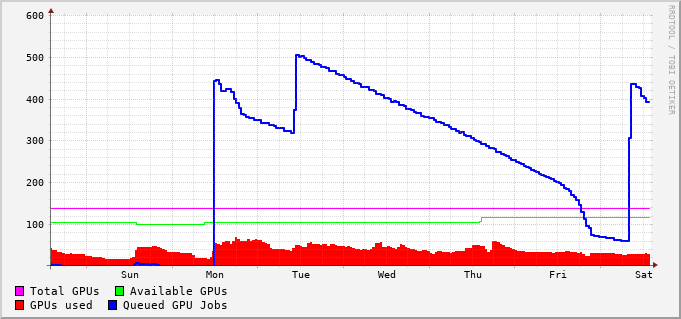 600
500
400
300
200
100
Sun Mon Tue Wed Thu Fri Sat
Total GPUs Available GPUs
GPUs used Queued GPU Jobs
RRDTOOL / TOBI OETIKER